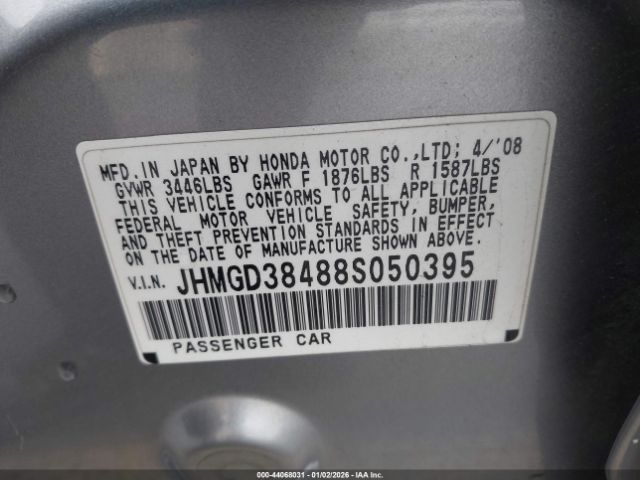 MFD. IN JAPAN BY HONDA MOTOR CO.,LTD; 4/'08
GVWR 3446LBS GAWR F 1876LBS R 1587LBS
THIS VEHICLE CONFORMS TO ALL APPLICABLE
FEDERAL MOTOR VEHICLE SAFETY, BUMPER,
AND THEFT PREVENTION STANDARDS IN EFFECT
ON THE DATE OF MANUFACTURE SHOWN ABOVE.
V.I.N. JHMGD38488S050395
PASSENGER CAR
000-44068031 - 01/02/2026 - IAA Inc.